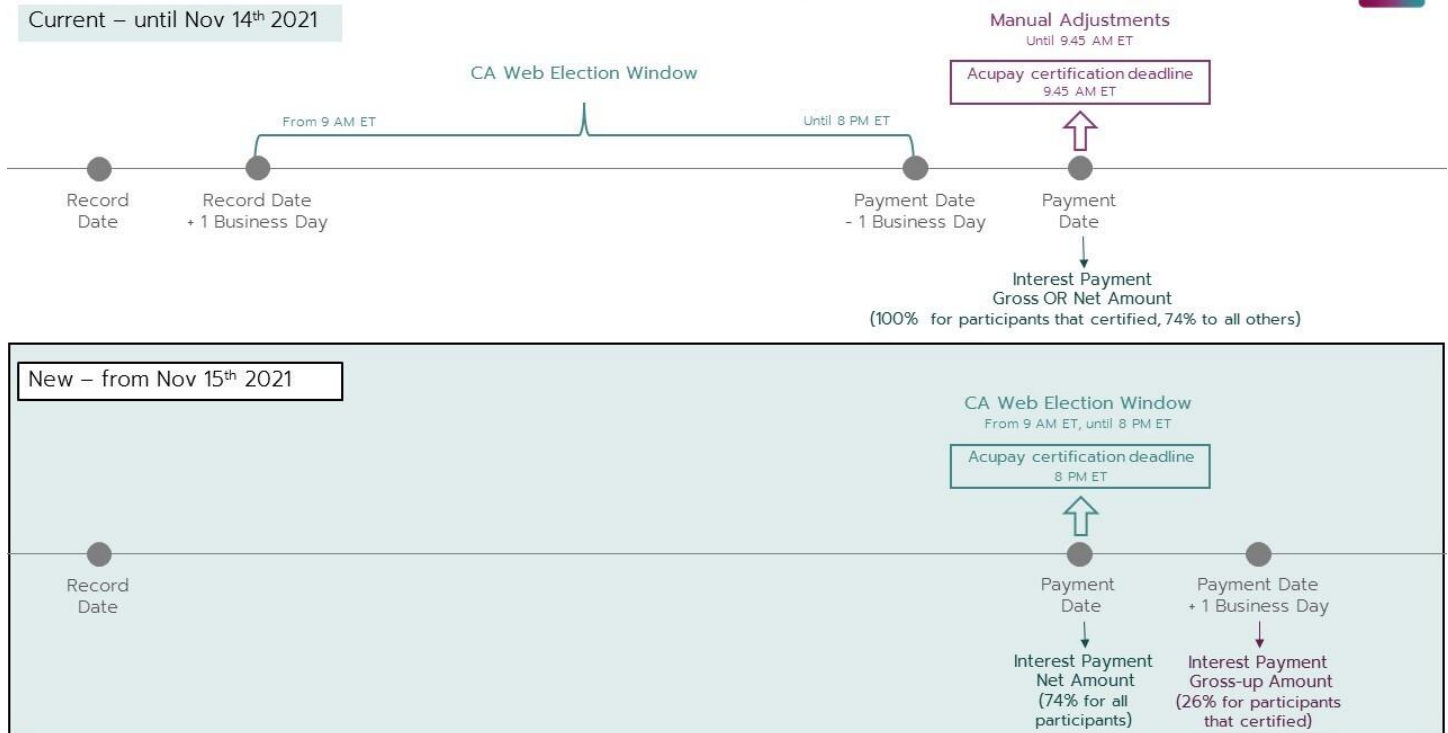 Current – until Nov 14th 2021
Manual Adjustments
Until 9.45 AM ET
Acupay certification deadline
9.45 AM ET
CA Web Election Window
From 9 AM ET
Until 8 PM ET
Record
Date
Record Date
+ 1 Business Day
Payment Date
- 1 Business Day
Payment
Date
Interest Payment
Gross OR Net Amount
(100% for participants that certified, 74% to all others)
New – from Nov 15th 2021
CA Web Election Window
From 9 AM ET, until 8 PM ET
Acupay certification deadline
8 PM ET
Record
Date
Payment
Date
Payment Date
+ 1 Business Day
Interest Payment
Net Amount
(74% for all
participants)
Interest Payment
Gross-up Amount
(26% for participants
that certified)